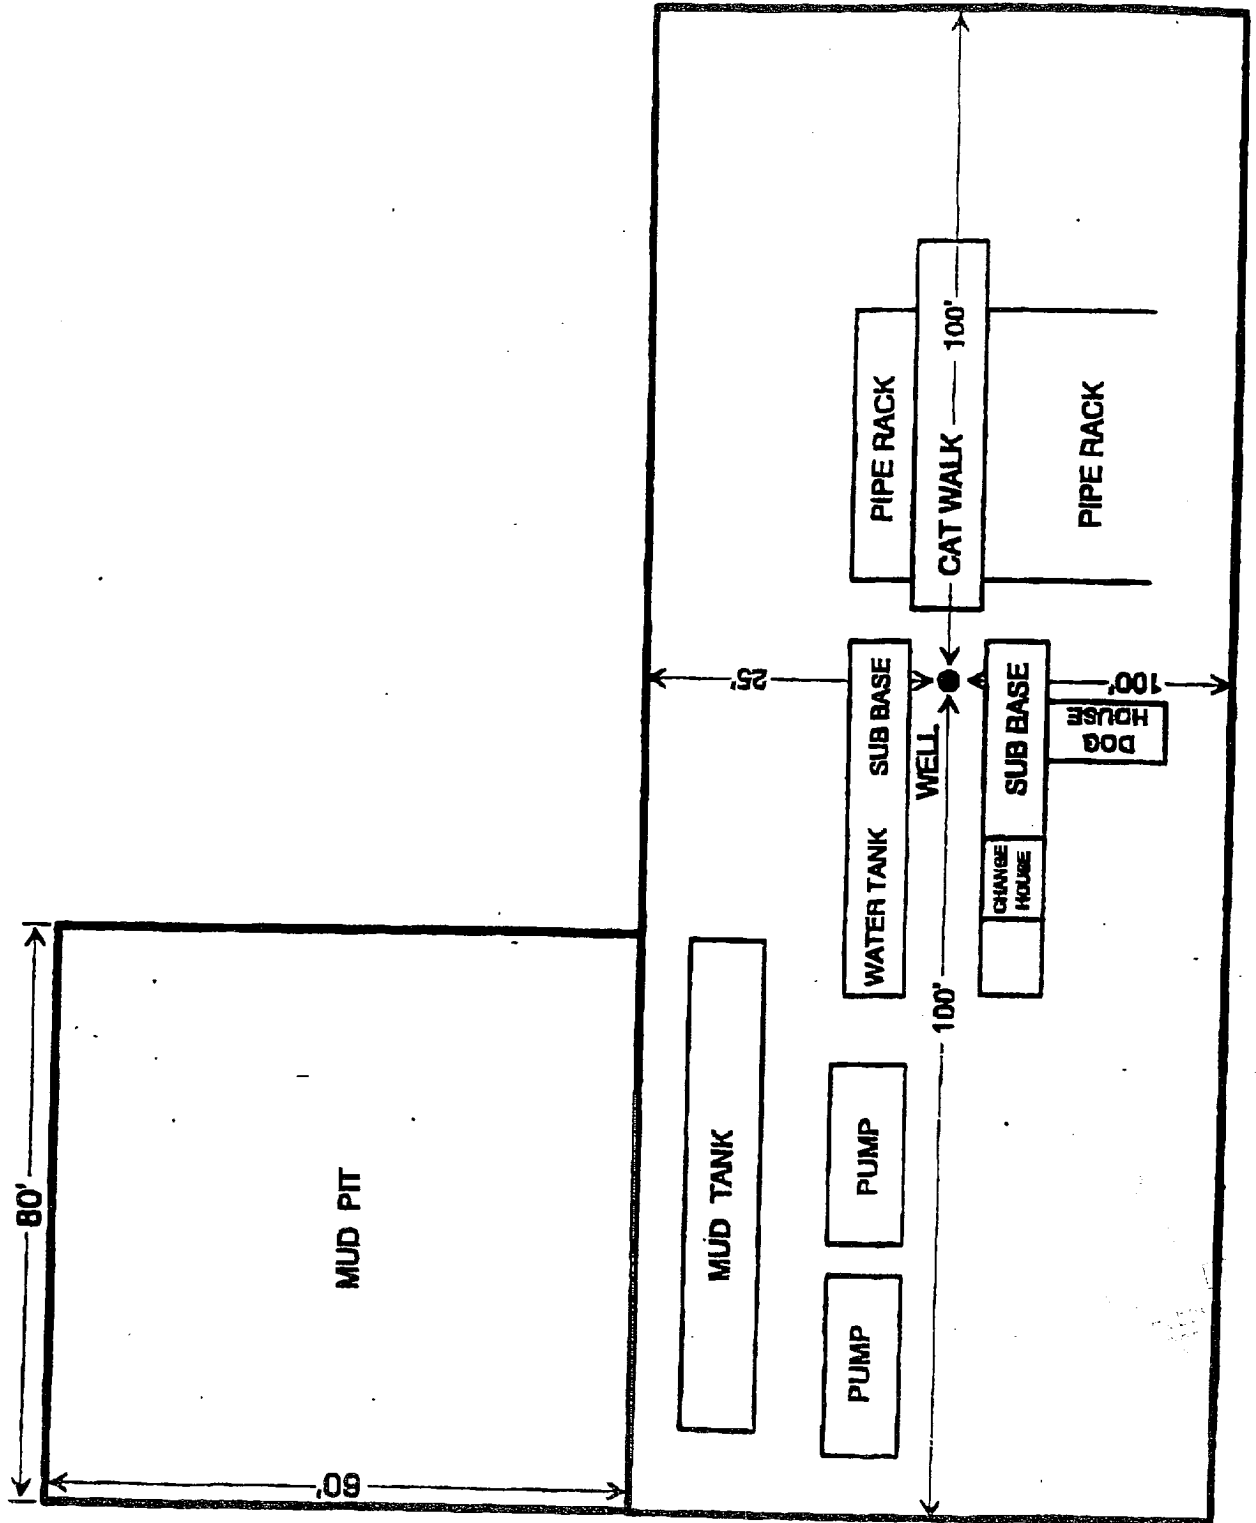 80'
60'
MUD PIT
MUD TANK
25'
PUMP
PUMP
WATER TANK SUB BASE
PIPE RACK
WELL
100'
CAT WALK 100'
CHANGE
HOUSE
SUB BASE
DOG
HOUSE
100'
PIPE RACK